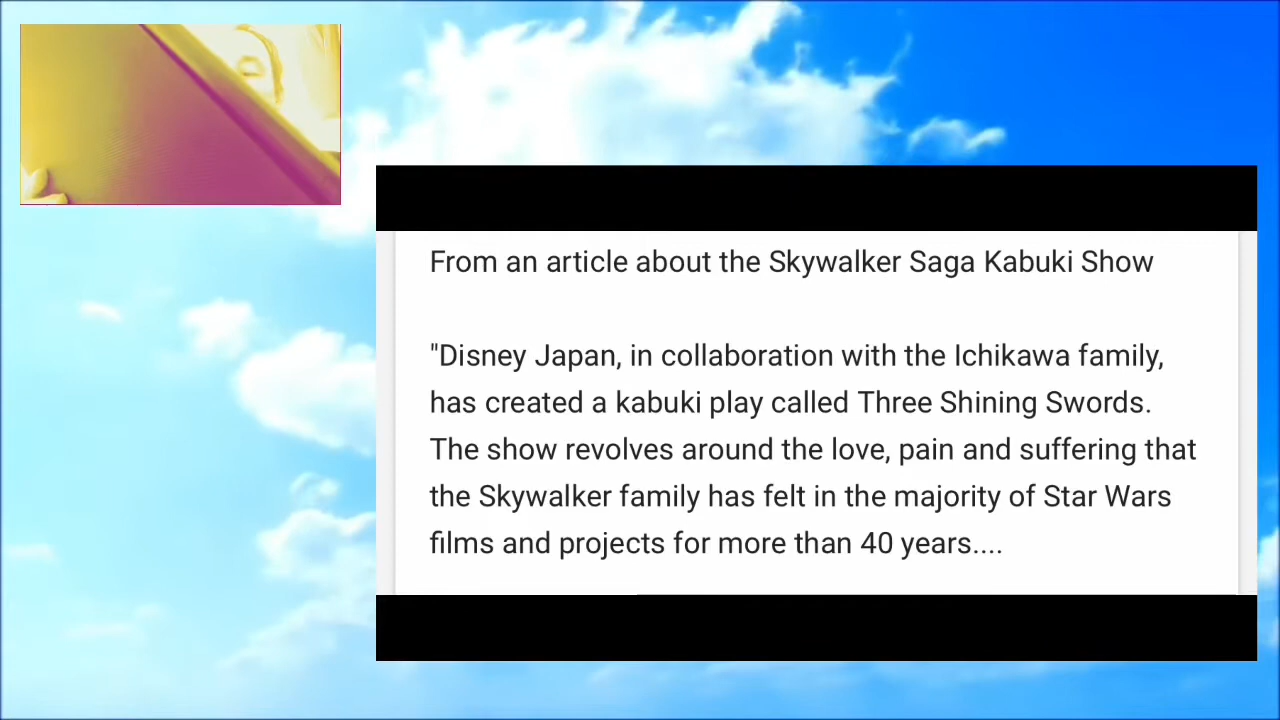 From an article about the Skywalker Saga Kabuki Show
"Disney Japan, in collaboration with the Ichikawa family,
has created a kabuki play called Three Shining Swords.
The show revolves around the love, pain and suffering that
the Skywalker family has felt in the majority of Star Wars
films and projects for more than 40 years....